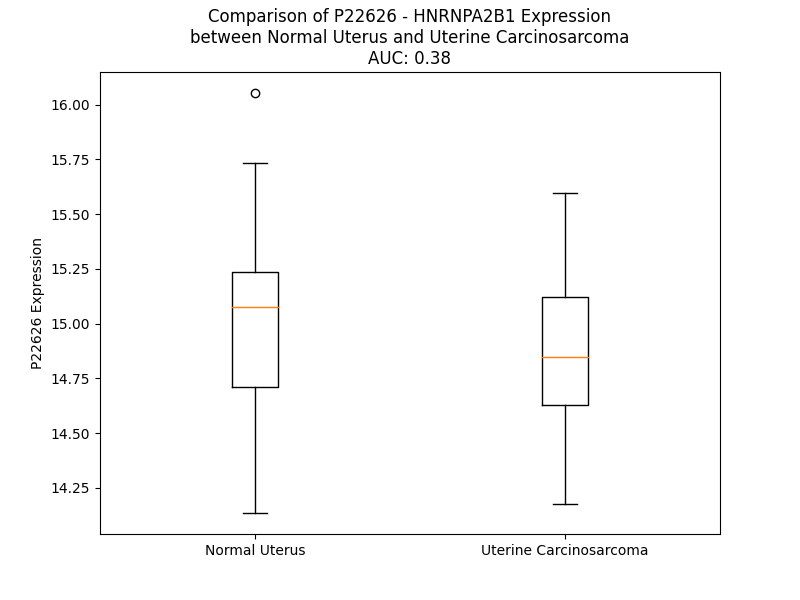 Comparison of P22626 - HNRNPA2B1 Expression
between Normal Uterus and Uterine Carcinosarcoma
AUC: 0.38
16.00
15.75
15.50
15.25
15.00
14.75
14.50
14.25
P22626 Expression
Normal Uterus
Uterine Carcinosarcoma